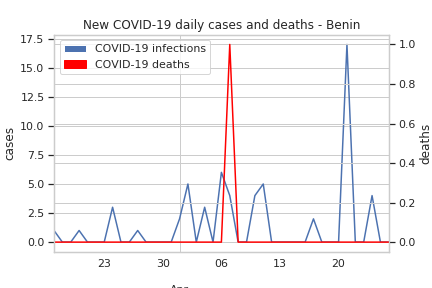 New COVID-19 daily cases and deaths - Benin
COVID-19 infections
COVID-19 deaths
cases
17.5
15.0
12.5
10.0
7.5
5.0
2.5
0.0
deaths
1.0
0.8
0.6
0.4
0.2
0.0
23 30 06 13 20